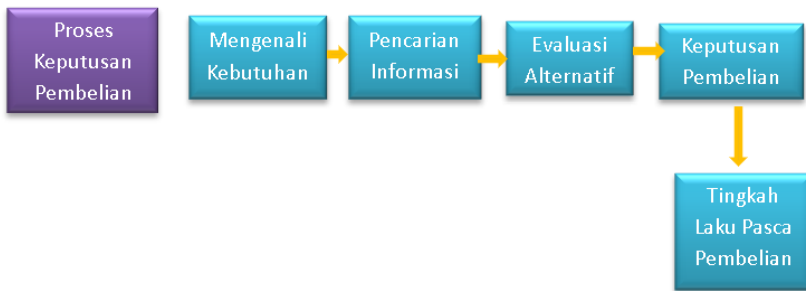 Proses
Keputusan
Pembelian
Mengenali
Kebutuhan
Pencarian
Informasi
Evaluasi
Alternatif
Keputusan
Pembelian
Tingkah
Laku Pasca
Pembelian